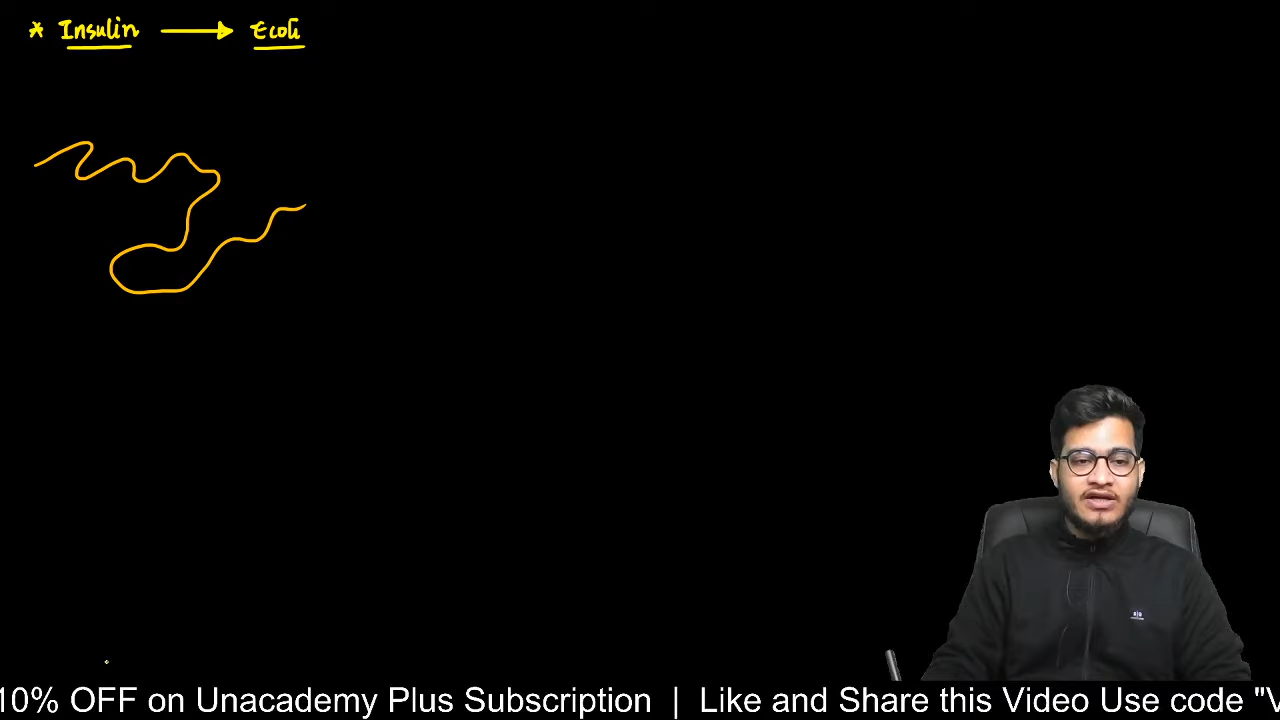 * Insulin → Ecoli
10% OFF on Unacademy Plus Subscription | Like and Share this Video Use code "V